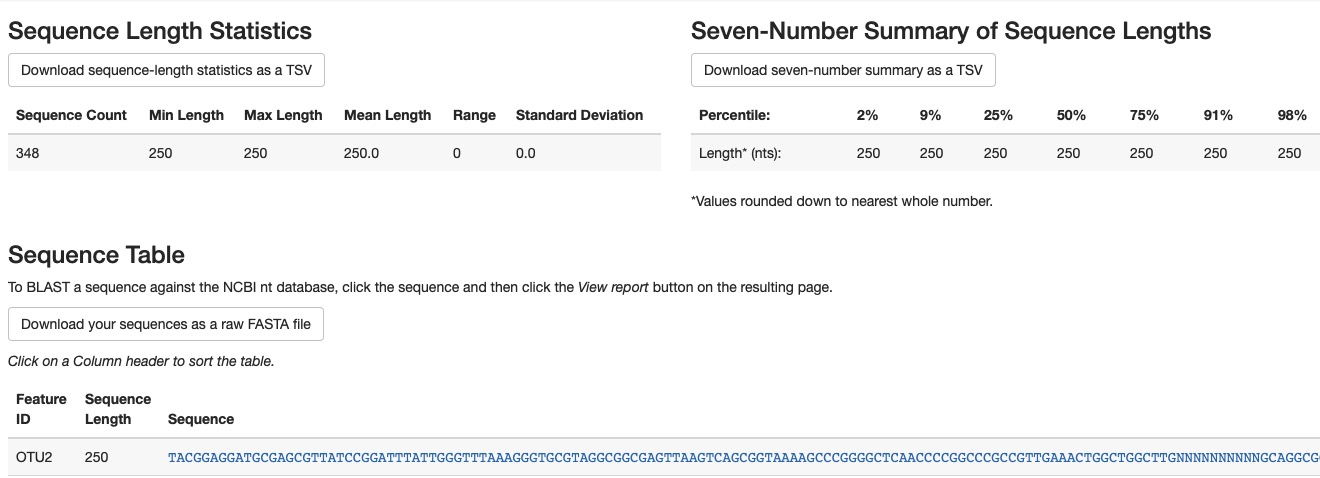 Sequence Length Statistics
Download sequence-length statistics as a TSV
Sequence Count Min Length Max Length Mean Length Range Standard Deviation
348 250 250 250.0 0 0.0
Seven-Number Summary of Sequence Lengths
Download seven-number summary as a TSV
Percentile: 2% 9% 25% 50% 75% 91% 98%
Length* (nts): 250 250 250 250 250 250 250
*Values rounded down to nearest whole number.
Sequence Table
To BLAST a sequence against the NCBI nt database, click the sequence and then click the View report button on the resulting page.
Download your sequences as a raw FASTA file
Click on a Column header to sort the table.
Feature ID Sequence Length Sequence
OTU2 250 TACGGAGGATGCGAGCGTTATCCGGATTTATTGGGTTTAAAGGGTGCGTAGGCGGCGAGTTAAGTCAGCGGTAAAAGCCCGGGGCTCAACCCCGGCCCGCCGTTGAAACTGGCTGGCTTGNNNNNNNNNNNGCAGGCG